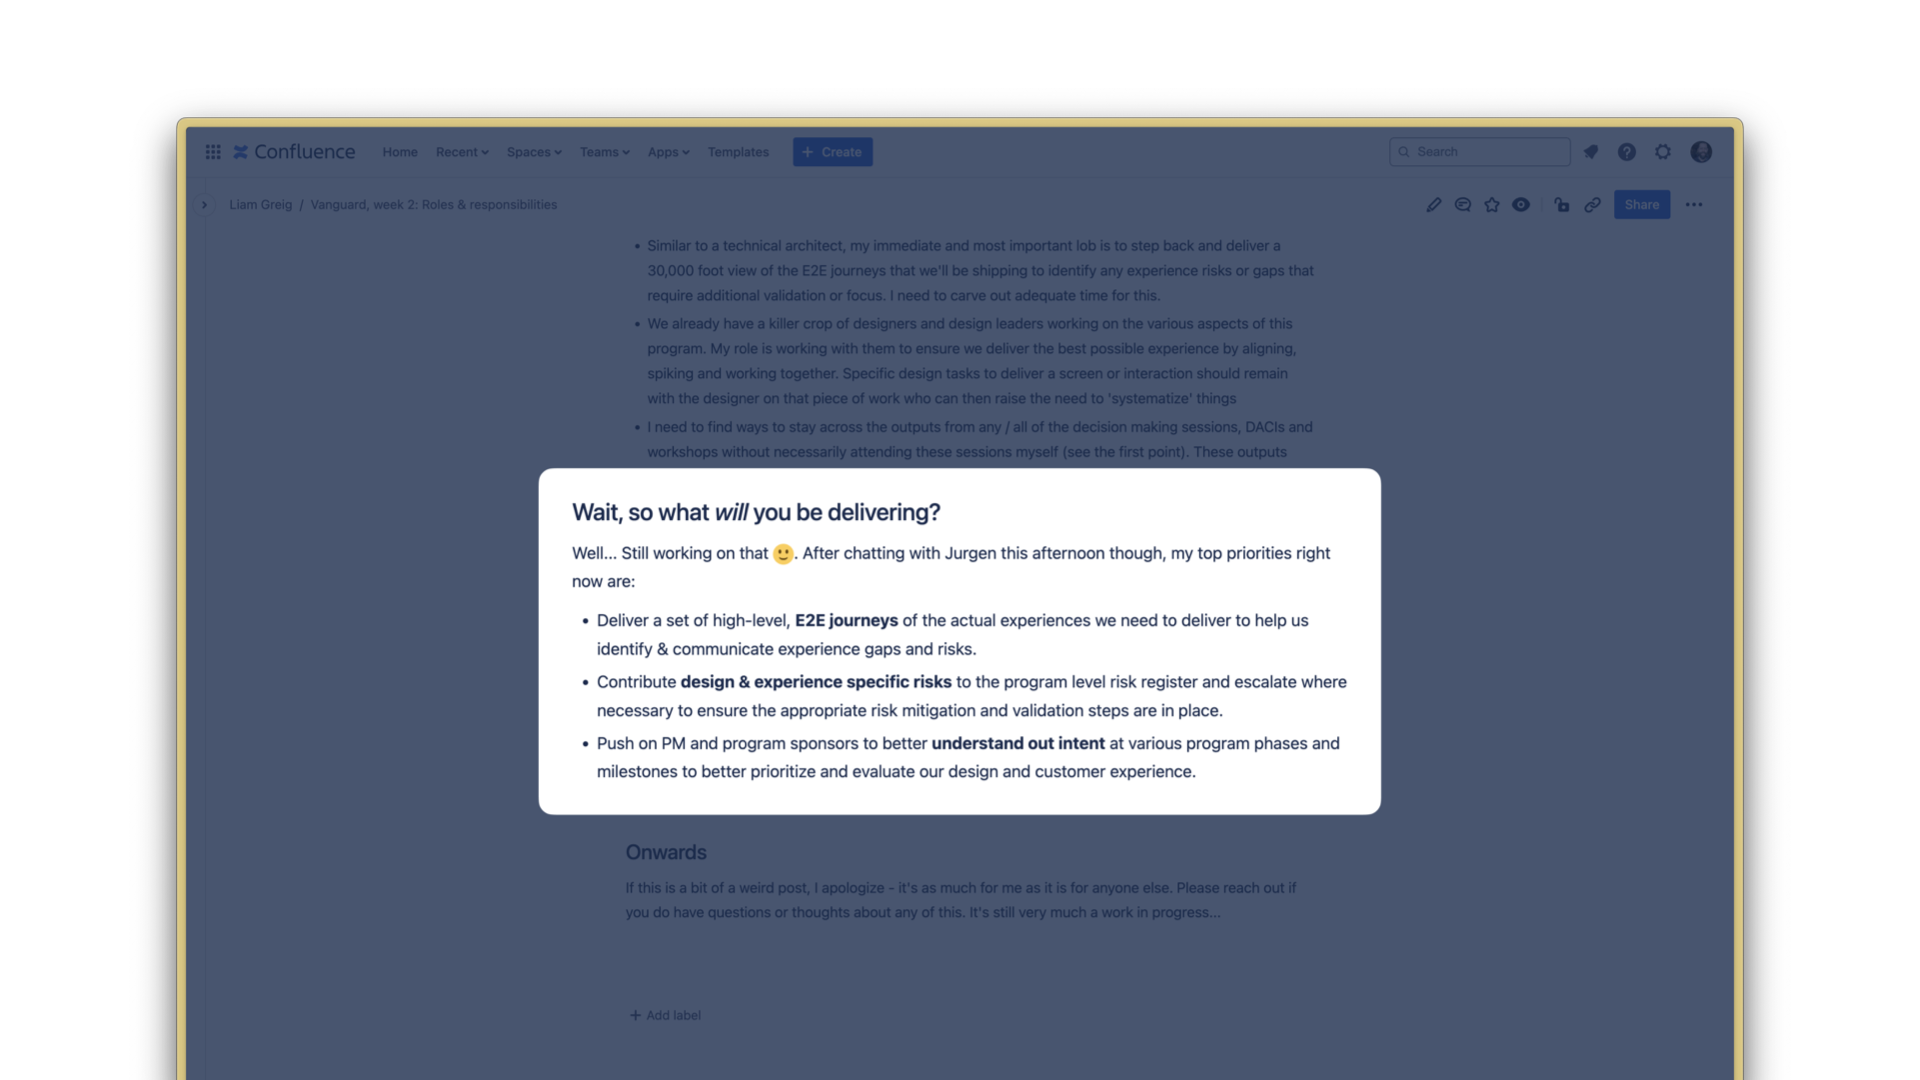 Confluence Home Recent Spaces Teams Apps Templates + Create Search
Liam Greig / Vanguard, week 2: Roles & responsibilities Share
• Similar to a technical architect, my immediate and most important lob is to step back and deliver a
30,000 foot view of the E2E journeys that we'll be shipping to identify any experience risks or gaps that
require additional validation or focus. I need to carve out adequate time for this.
• We already have a killer crop of designers and design leaders working on the various aspects of this
program. My role is working with them to ensure we deliver the best possible experience by aligning,
spiking and working together. Specific design tasks to deliver a screen or interaction should remain
with the designer on that piece of work who can then raise the need to 'systematize' things
• I need to find ways to stay across the outputs from any / all of the decision making sessions, DACIs and
workshops without necessarily attending these sessions myself (see the first point). These outputs
Wait, so what will you be delivering?
Well... Still working on that 🙂. After chatting with Jurgen this afternoon though, my top priorities right
now are:
• Deliver a set of high-level, E2E journeys of the actual experiences we need to deliver to help us
identify & communicate experience gaps and risks.
• Contribute design & experience specific risks to the program level risk register and escalate where
necessary to ensure the appropriate risk mitigation and validation steps are in place.
• Push on PM and program sponsors to better understand out intent at various program phases and
milestones to better prioritize and evaluate our design and customer experience.
Onwards
If this is a bit of a weird post, I apologize - it's as much for me as it is for anyone else. Please reach out if
you do have questions or thoughts about any of this. It's still very much a work in progress...
+ Add label